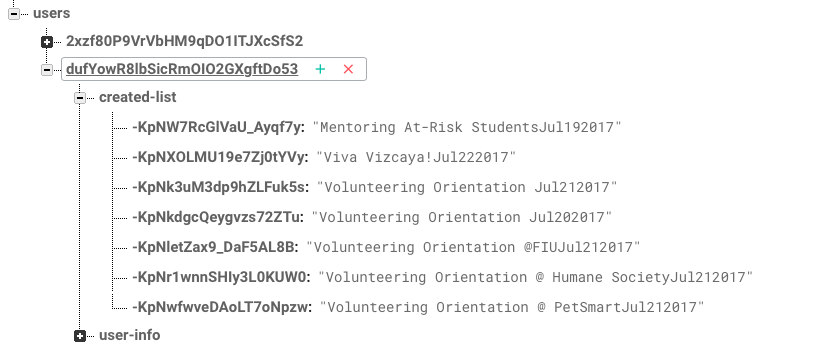 users
2xzf80P9VrVbHM9qDO1ITJXcSfS2
dufYowR8lbSicRmOIO2GXgftDo53
created-list
-KpNW7RcGlVaU_Ayqf7y: "Mentoring At-Risk StudentsJul192017"
-KpNXOLMU19e7Zj0tYVy: "Viva Vizcaya!Jul222017"
-KpNk3uM3dp9hZLFuk5s: "Volunteering Orientation Jul212017"
-KpNkdgcQeygvzs72ZTu: "Volunteering Orientation Jul202017"
-KpNletZax9_DaF5AL8B: "Volunteering Orientation @FIUJul212017"
-KpNr1wnnSHIy3L0KUW0: "Volunteering Orientation @ Humane SocietyJul212017"
-KpNwfwveDAoLT7oNpzw: "Volunteering Orientation @ PetSmartJul212017"
user-info